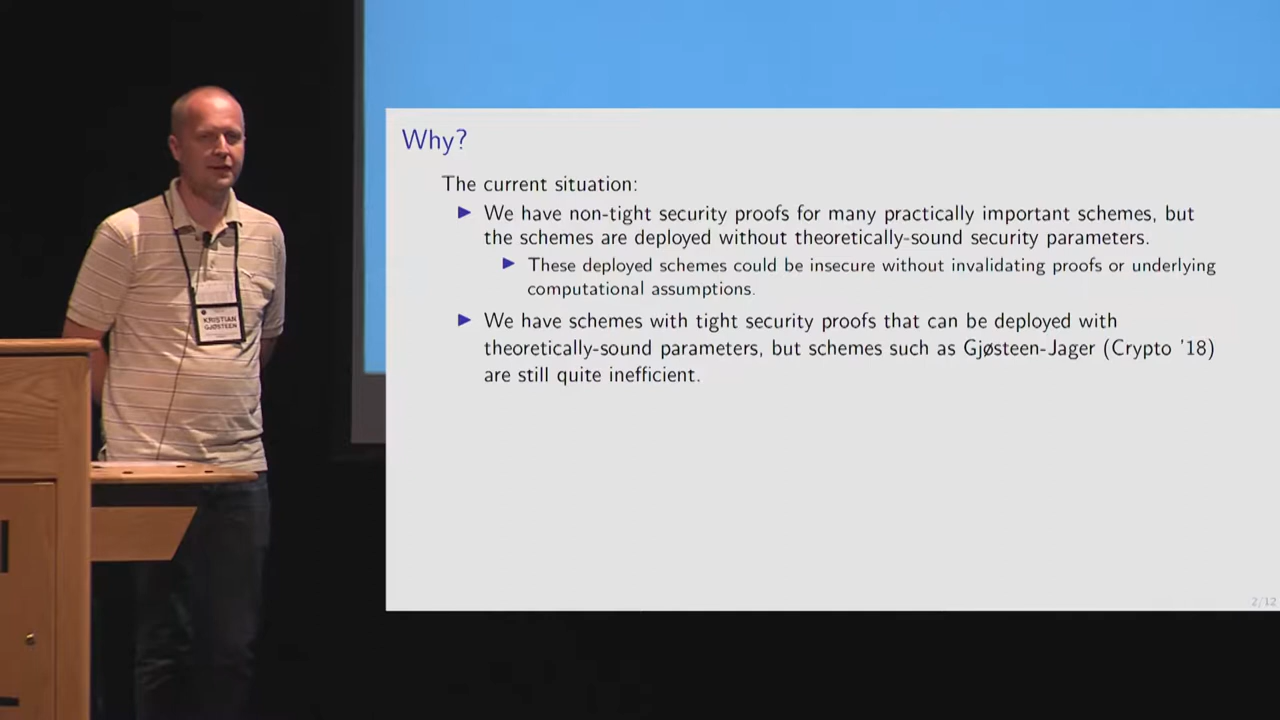 Why?
The current situation:
▶ We have non-tight security proofs for many practically important schemes, but
the schemes are deployed without theoretically-sound security parameters.
▶ These deployed schemes could be insecure without invalidating proofs or underlying
computational assumptions.
▶ We have schemes with tight security proofs that can be deployed with
theoretically-sound parameters, but schemes such as Gjøsteen-Jager (Crypto '18)
are still quite inefficient.
2/12
KRISTIAN
GJØSTEEN